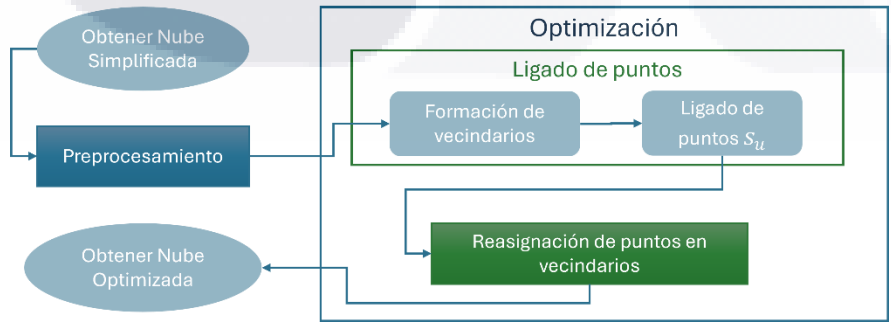 Obtener Nube
Simplificada
Preprocesamiento
Optimización
Ligado de puntos
Formación de
vecindarios
Ligado de
puntos S_u
Reasignación de puntos en
vecindarios
Obtener Nube
Optimizada